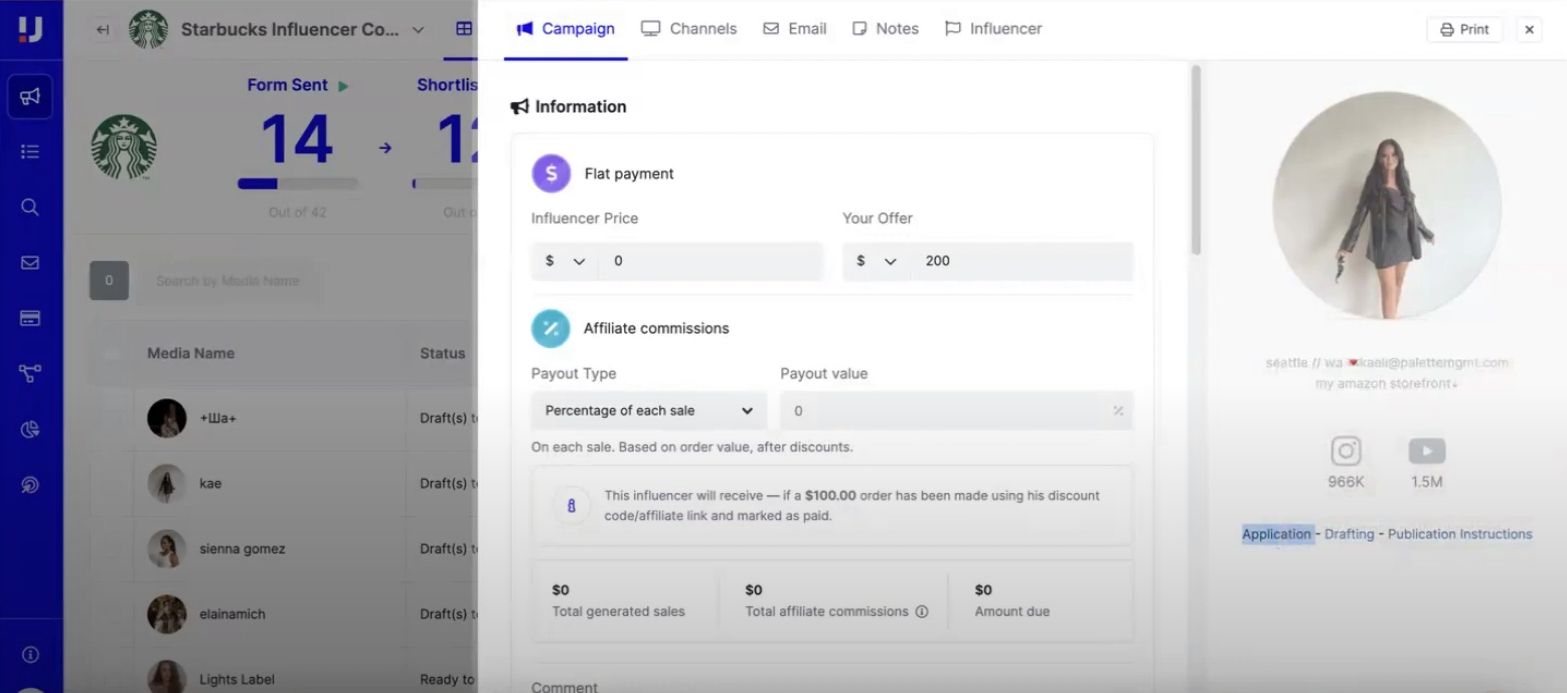 Starbucks Influencer Co...
Campaign
Channels
Email
Notes
Influencer
Print
Form Sent
Shortlis
14
12
Out of 42
Out o
0
Search by Media Name
Media Name
Status
+Ша+
Draft(s) t
kae
Draft(s) t
sienna gomez
Draft(s) t
elainamich
Draft(s) t
Lights Label
Ready to
Information
$ Flat payment
Influencer Price
Your Offer
$ 0
$ 200
Affiliate commissions
Payout Type
Payout value
Percentage of each sale
0 %
On each sale. Based on order value, after discounts.
This influencer will receive — if a $100.00 order has been made using his discount
code/affiliate link and marked as paid.
$0
Total generated sales
$0
Total affiliate commissions
$0
Amount due
Comment
seattle // wa kaeli@palettemgmt.com
my amazon storefront↓
966K
1.5M
Application - Drafting - Publication Instructions